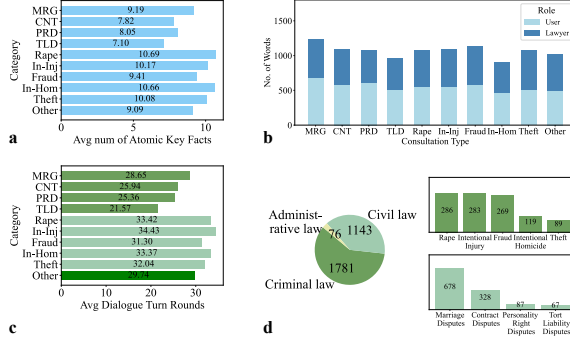 MRG 9.19
CNT 7.82
PRD 8.05
TLD 7.10
Rape 10.69
In-Inj 10.17
Fraud 9.41
In-Hom 10.66
Theft 10.08
Other 9.09
Category
0 5 10
Avg num of Atomic Key Facts
a
1500
1000
500
0
No. of Words
Role
User
Lawyer
MRG CNT PRD TLD Rape In-Inj Fraud In-Hom Theft Other
Consultation Type
b
MRG 28.65
CNT 25.94
PRD 25.36
TLD 21.57
Rape 33.42
In-Inj 34.43
Fraud 31.30
In-Hom 33.37
Theft 32.04
Other 29.74
Category
0 10 20 30
Avg Dialogue Turn Rounds
c
Administ-
rative law
76
Civil law
1143
1781
Criminal law
d
286 283 269 119 89
Rape Intentional Fraud Intentional Theft
Injury Homicide
678 328 87 67
Marriage Contract Personality Tort
Disputes Disputes Right Liability
Disputes Disputes